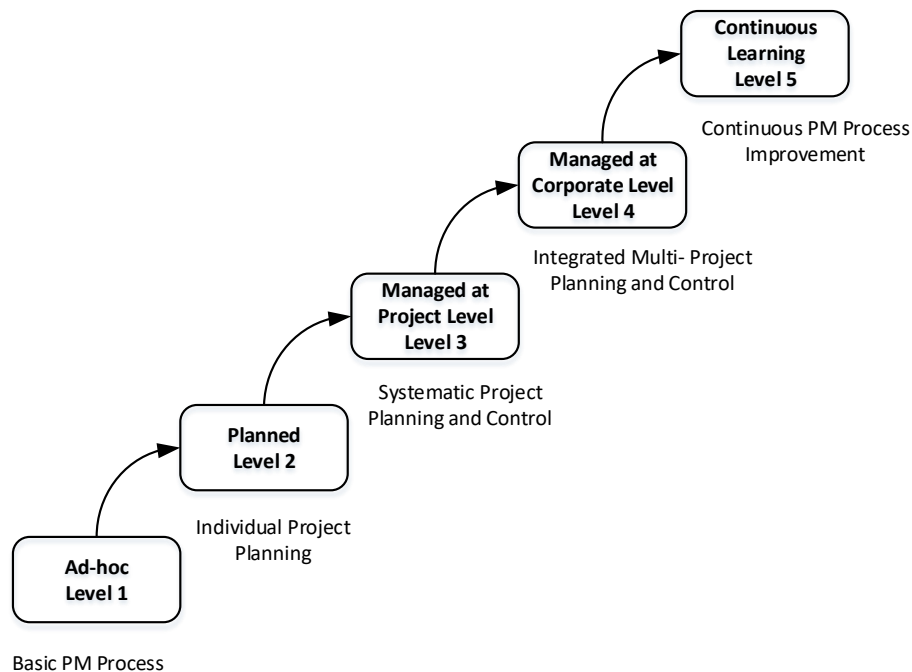 Continuous
Learning
Level 5
Continuous PM Process
Improvement
Managed at
Corporate Level
Level 4
Integrated Multi- Project
Planning and Control
Managed at
Project Level
Level 3
Systematic Project
Planning and Control
Planned
Level 2
Individual Project
Planning
Ad-hoc
Level 1
Basic PM Process